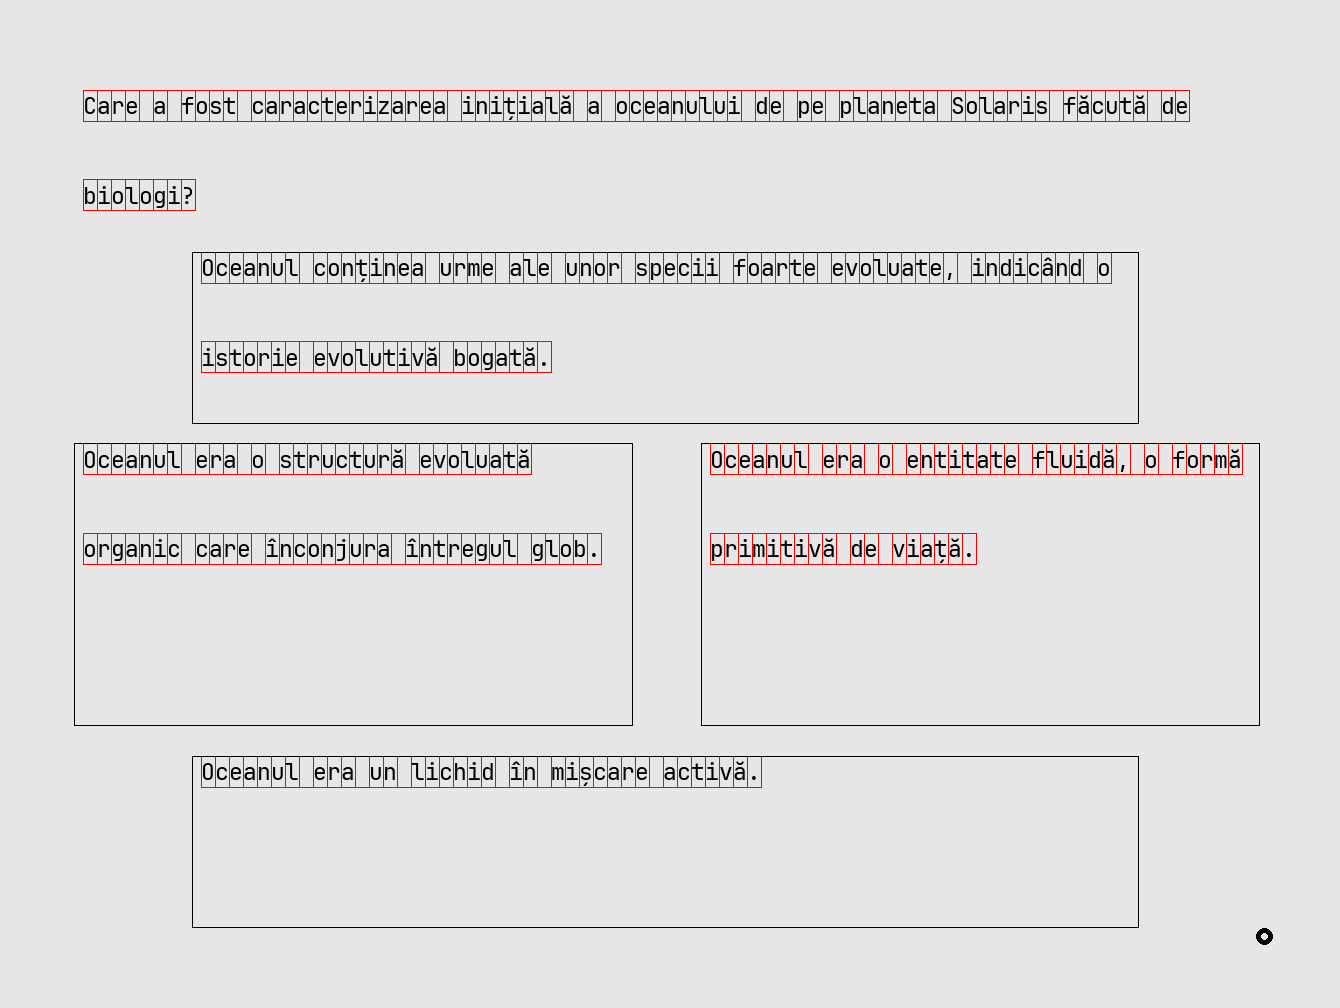 Care a fost caracterizarea inițială a oceanului de pe planeta Solaris făcută de
biologi?
Oceanul conținea urme ale unor specii foarte evoluate, indicând o
istorie evolutivă bogată.
Oceanul era o structură evoluată
organic care înconjura întregul glob.
Oceanul era o entitate fluidă, o formă
primitivă de viață.
Oceanul era un lichid în mișcare activă.